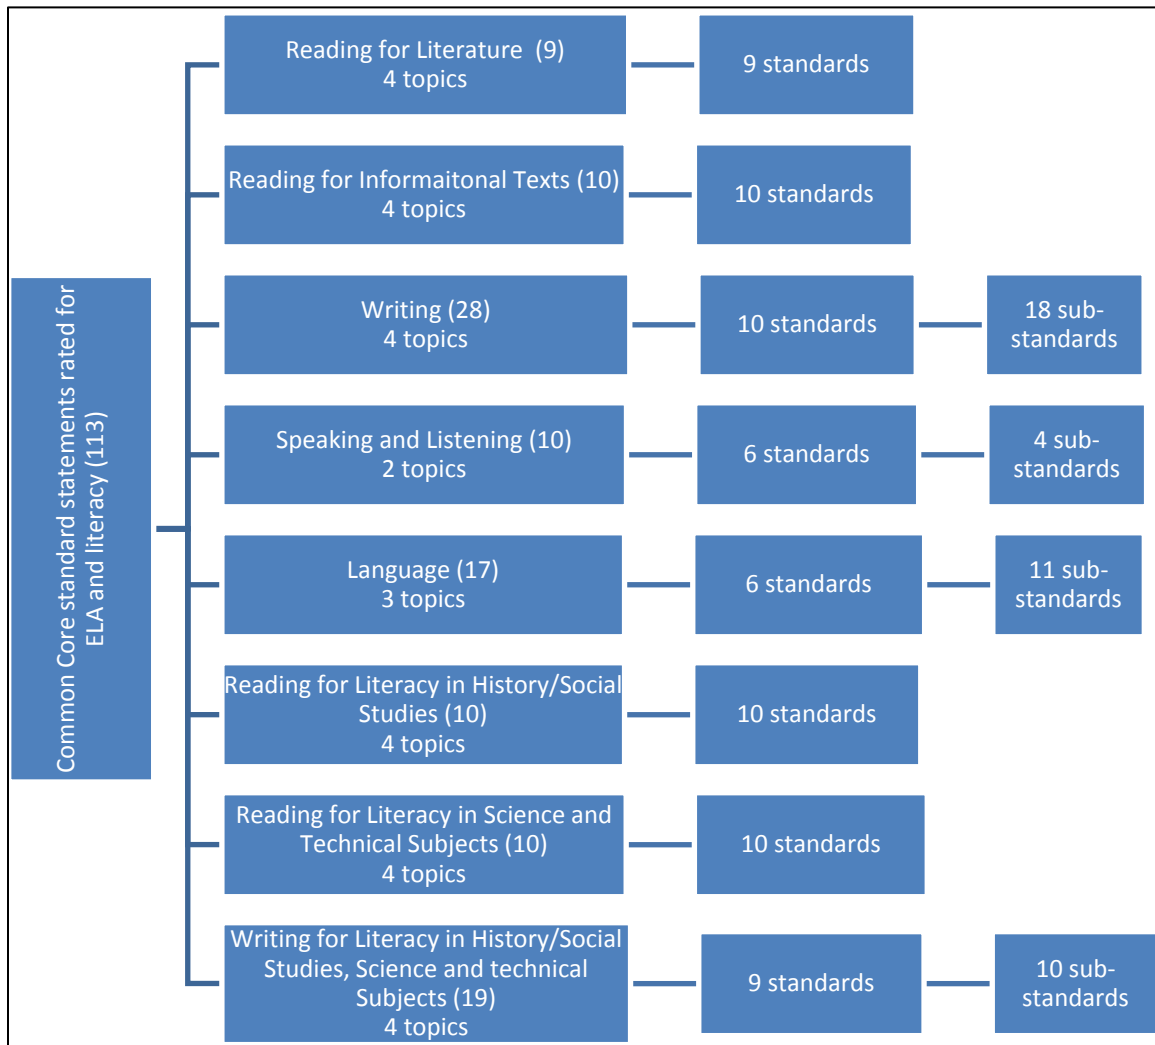 Common Core standard statements rated for
ELA and literacy (113)
Reading for Literature (9)
4 topics
9 standards
Reading for Informaitonal Texts (10)
4 topics
10 standards
Writing (28)
4 topics
10 standards
18 sub-
standards
Speaking and Listening (10)
2 topics
6 standards
4 sub-
standards
Language (17)
3 topics
6 standards
11 sub-
standards
Reading for Literacy in History/Social
Studies (10)
4 topics
10 standards
Reading for Literacy in Science and
Technical Subjects (10)
4 topics
10 standards
Writing for Literacy in History/Social
Studies, Science and technical
Subjects (19)
4 topics
9 standards
10 sub-
standards